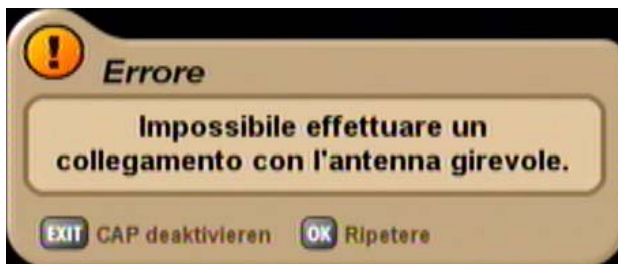 !
Errore
Impossibile effettuare un
collegamento con l'antenna girevole.
EXIT CAP deaktivieren OK Ripetere